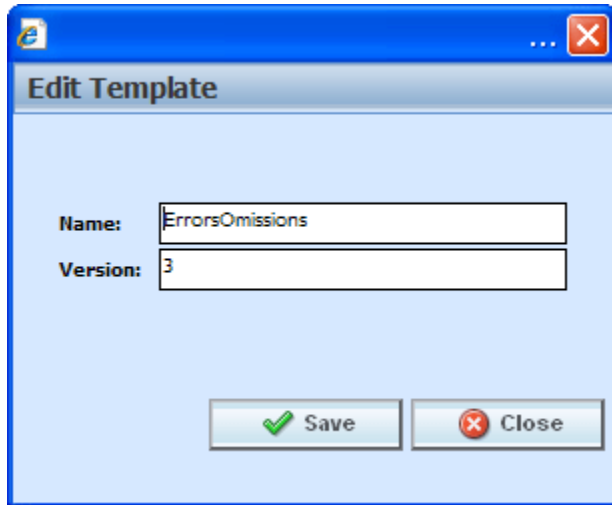 ...
Edit Template
Name: ErrorsOmissions
Version: 3
Save Close